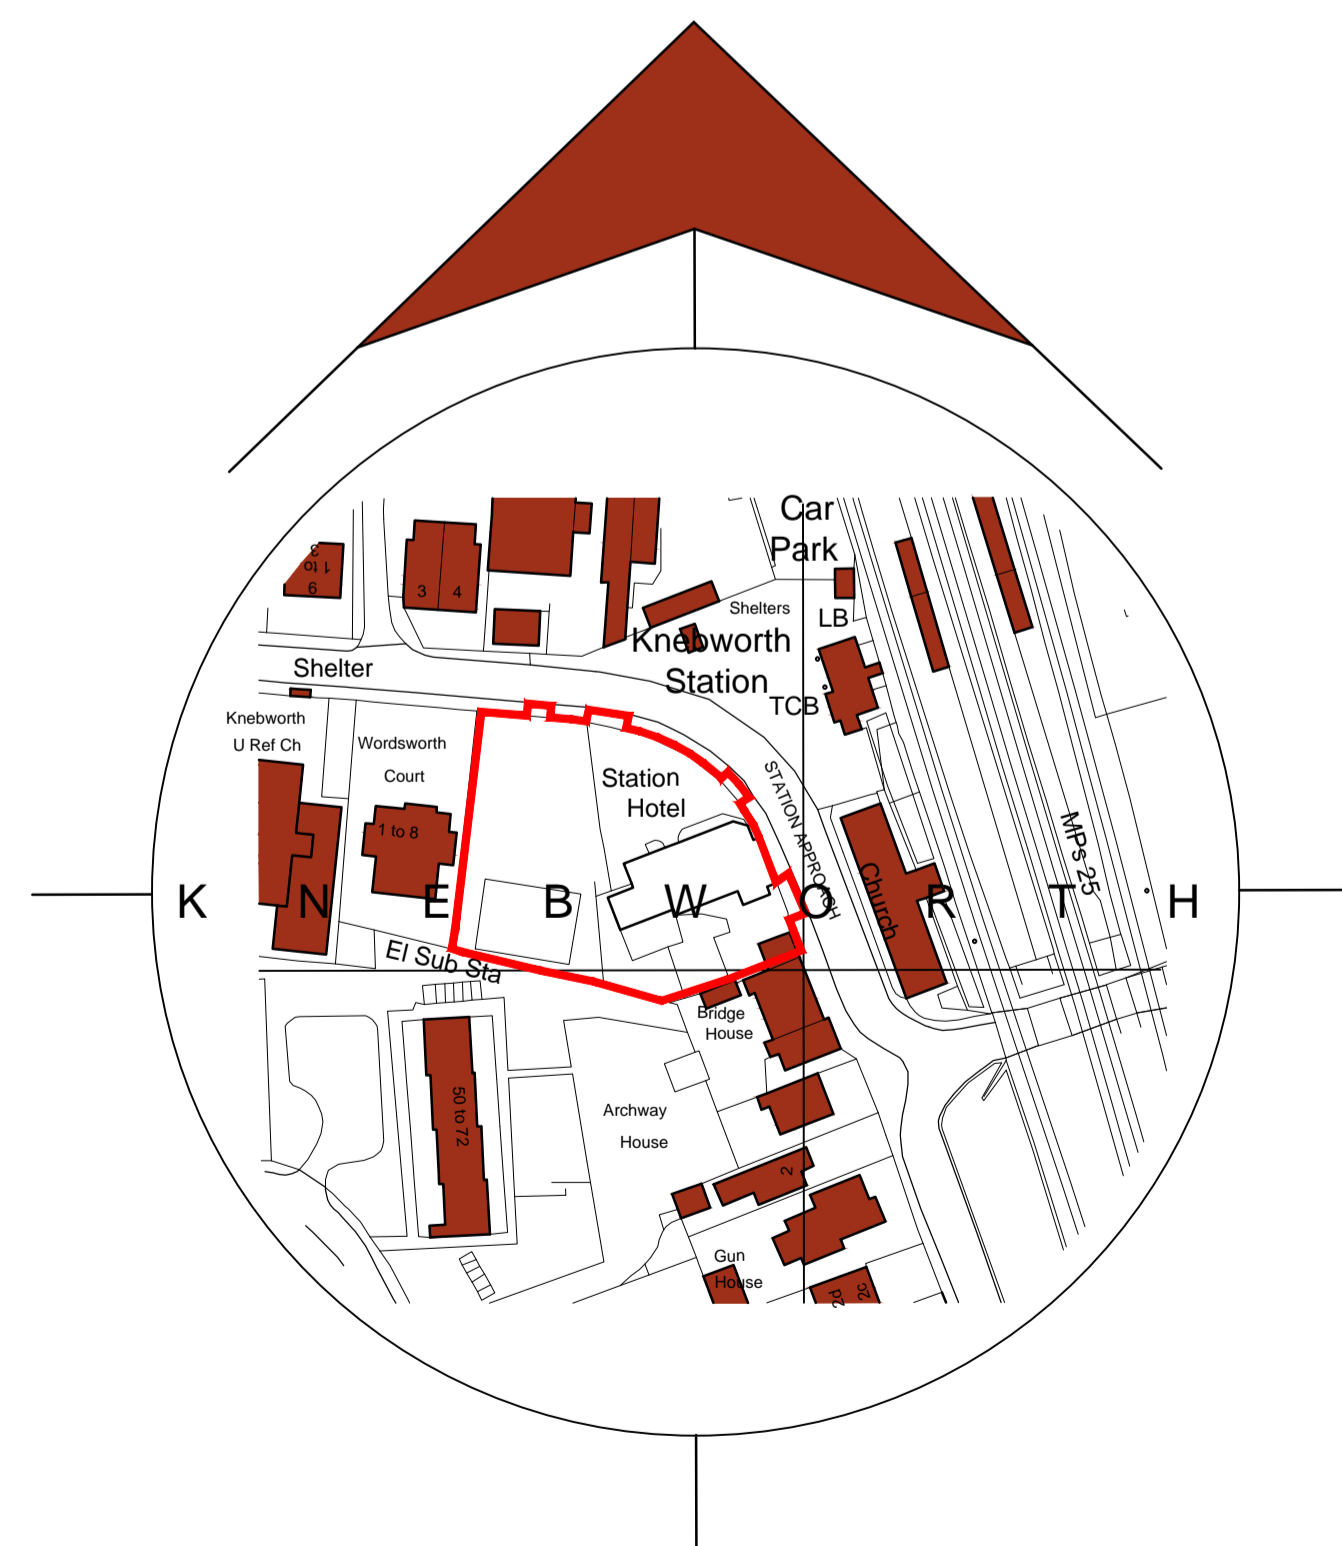 Car
Park
3
1 to
9
3 4
Shelters
LB
Knebworth
Station
Shelter
TCB
Knebworth
U Ref Ch
Wordsworth
Court
Station
Hotel
STATION APPROACH
1 to 8
MPs 25
Church
K N E B W O R T H
El Sub Sta
Bridge
House
50 to 72
Archway
House
2
Gun
House
2d
2c